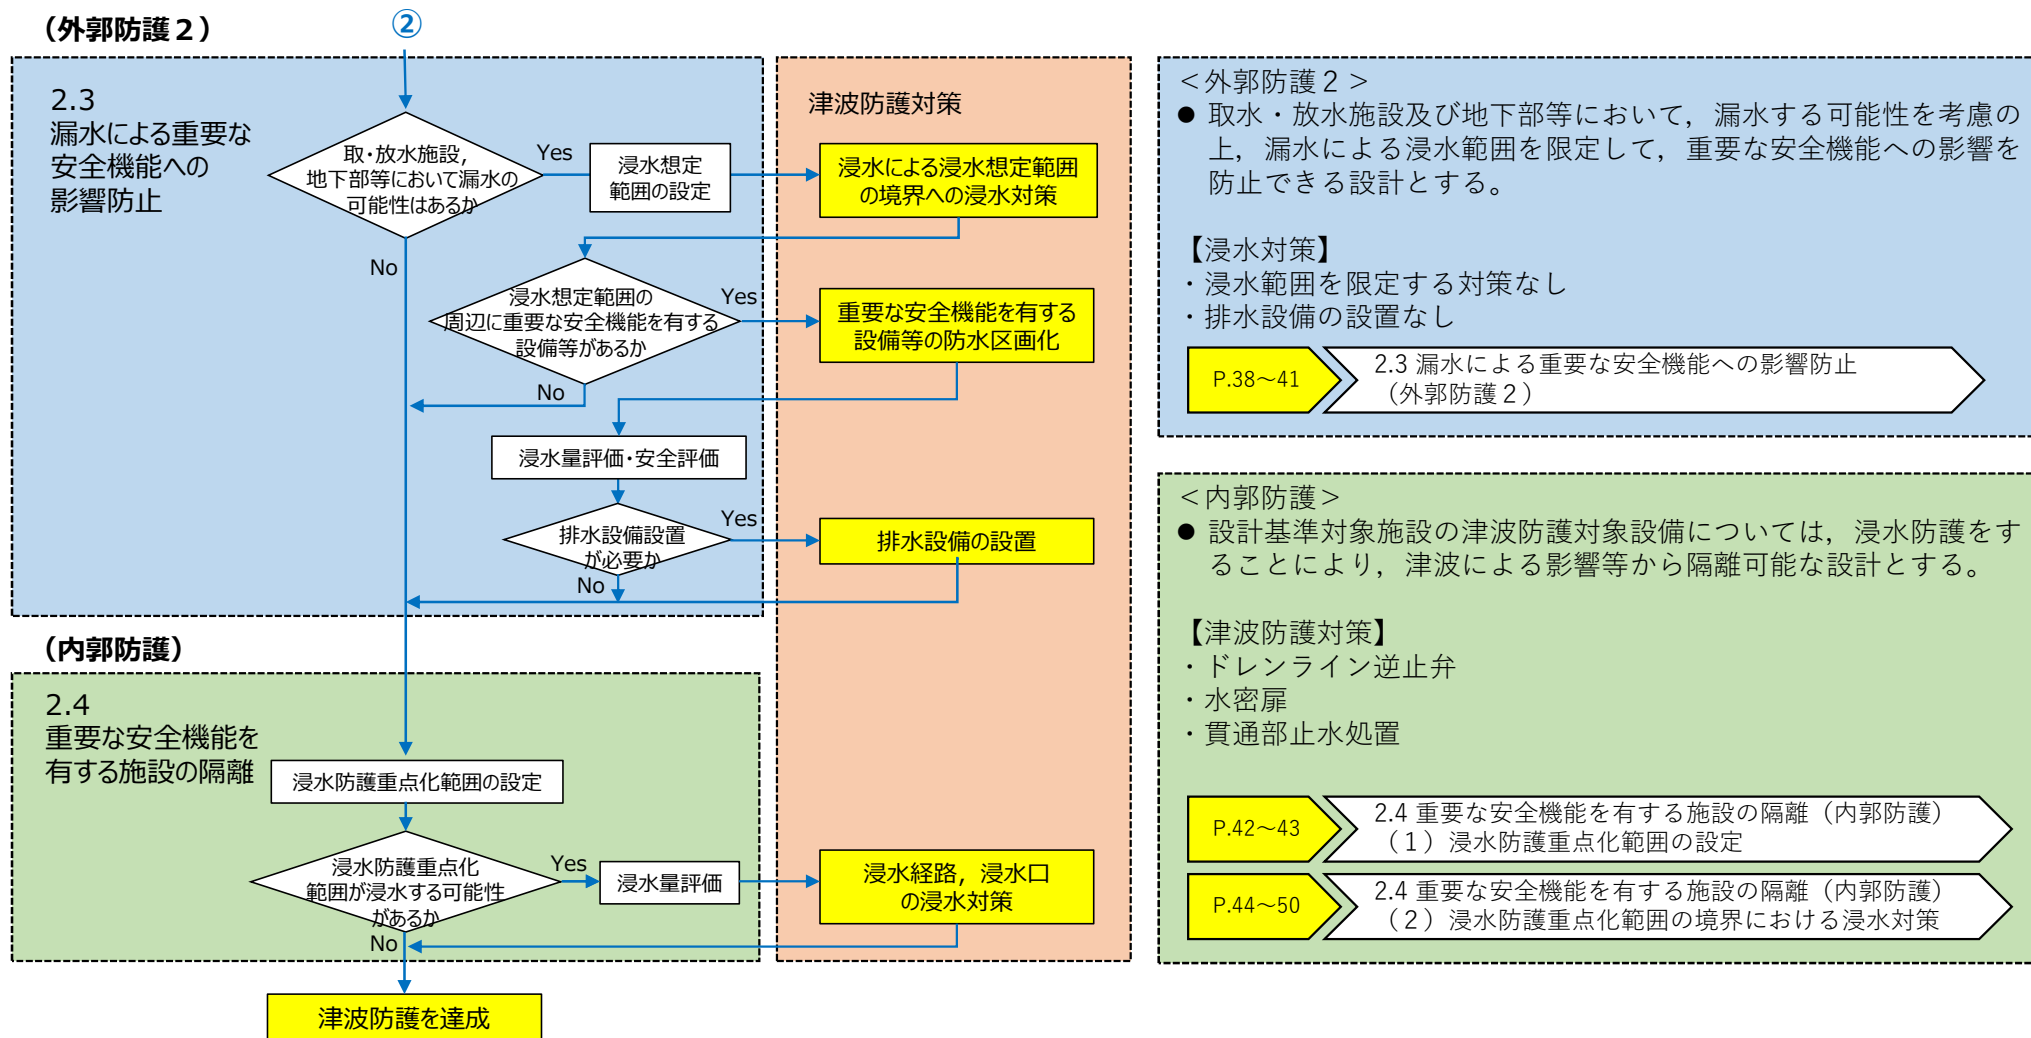 （外郭防護２）
②
2.3
漏水による重要な
安全機能への
影響防止
取・放水施設，
地下部等において漏水の
可能性はあるか
Yes
No
浸水想定
範囲の設定
津波防護対策
浸水による浸水想定範囲
の境界への浸水対策
浸水想定範囲の
周辺に重要な安全機能を有する
設備等があるか
Yes
No
重要な安全機能を有する
設備等の防水区画化
浸水量評価・安全評価
排水設備設置
が必要か
Yes
No
排水設備の設置
（内郭防護）
2.4
重要な安全機能を
有する施設の隔離
浸水防護重点化範囲の設定
浸水防護重点化
範囲が浸水する可能性
があるか
Yes
No
浸水量評価
浸水経路，浸水口
の浸水対策
津波防護を達成
＜外郭防護２＞
● 取水・放水施設及び地下部等において，漏水する可能性を考慮の
上，漏水による浸水範囲を限定して，重要な安全機能への影響を
防止できる設計とする。
【浸水対策】
・浸水範囲を限定する対策なし
・排水設備の設置なし
P.38～41
2.3 漏水による重要な安全機能への影響防止
（外郭防護２）
＜内郭防護＞
● 設計基準対象施設の津波防護対象設備については，浸水防護をす
ることにより，津波による影響等から隔離可能な設計とする。
【津波防護対策】
・ドレンライン逆止弁
・水密扉
・貫通部止水処置
P.42～43
2.4 重要な安全機能を有する施設の隔離（内郭防護）
（１）浸水防護重点化範囲の設定
P.44～50
2.4 重要な安全機能を有する施設の隔離（内郭防護）
（２）浸水防護重点化範囲の境界における浸水対策